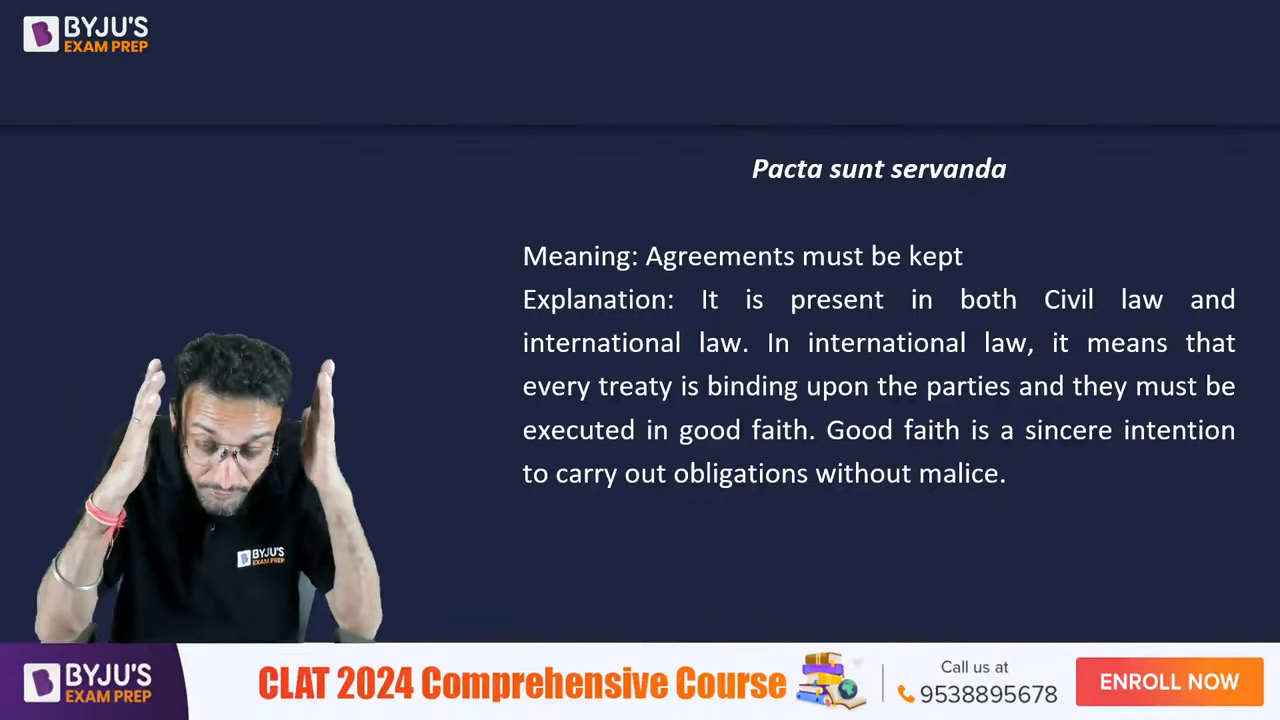 BYJU'S
EXAM PREP
Pacta sunt servanda
Meaning: Agreements must be kept
Explanation: It is present in both Civil law and
international law. In international law, it means that
every treaty is binding upon the parties and they must be
executed in good faith. Good faith is a sincere intention
to carry out obligations without malice.
BYJU'S
EXAM PREP
BYJU'S
EXAM PREP
CLAT 2024 Comprehensive Course
Call us at
9538895678
ENROLL NOW